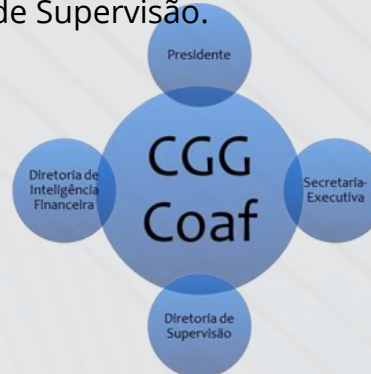 de Supervisão.
Presidente
CGG
Coaf
Diretoria de
Inteligência
Financeira
Secretaria-
Executiva
Diretoria de
Supervisão